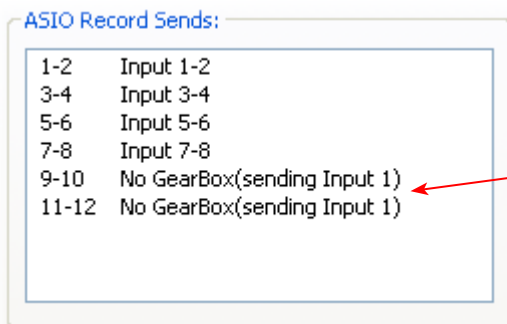 ASIO Record Sends:
1-2 Input 1-2
3-4 Input 3-4
5-6 Input 5-6
7-8 Input 7-8
9-10 No GearBox(sending Input 1)
11-12 No GearBox(sending Input 1)